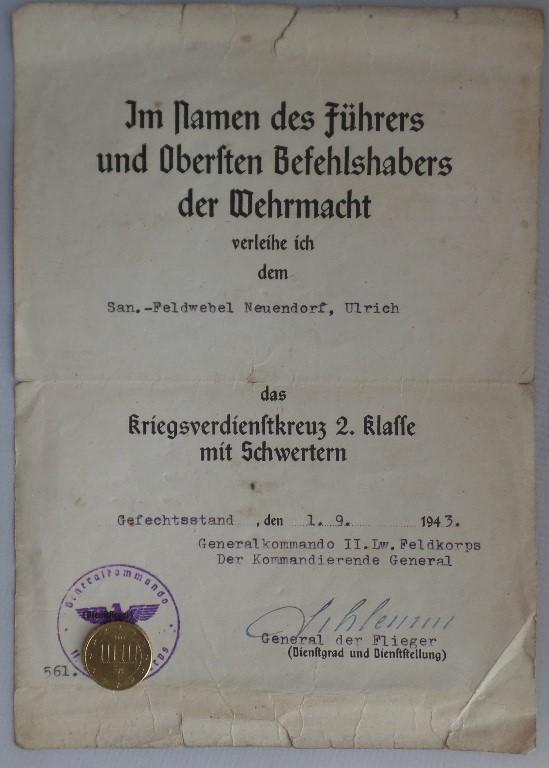 Im Namen des Führers
und Obersten Befehlshabers
der Wehrmacht
verleihe ich
dem
San.-Feldwebel Neuendorf, Ulrich
das
Kriegsverdienstkreuz 2. Klasse
mit Schwertern
Gefechtsstand , den 1. 9. 1943.
Generalkommando II.Lw.Feldkorps
Der Kommandierende General
Generalkommando
Schlemm
General der Flieger
(Dienstgrad und Dienststellung)
561.